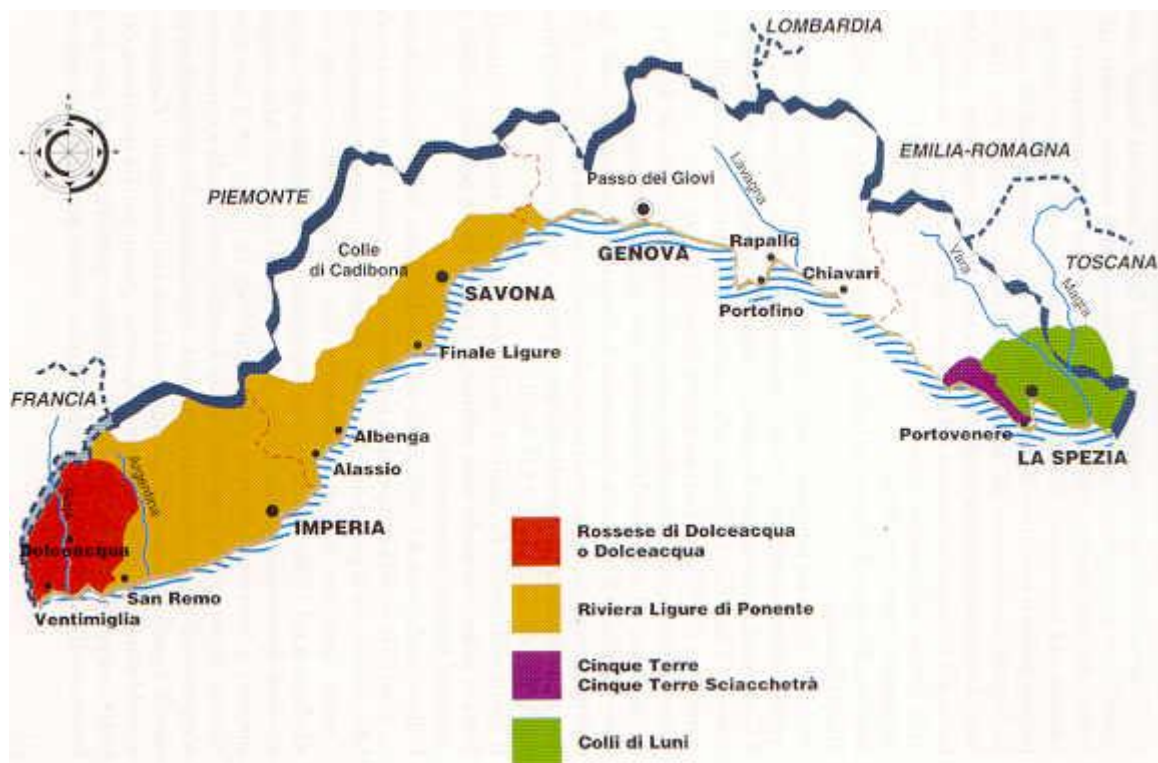 LOMBARDIA
EMILIA-ROMAGNA
PIEMONTE
Passo dei Giovi
Lavagna
Colle
di Cadibona
GENOVA
Rapallo
Chiavari
Portofino
Vara
Magra
TOSCANA
SAVONA
Finale Ligure
FRANCIA
Albenga
Alassio
Argentina
IMPERIA
Portovenere
LA SPEZIA
Dolceacqua
San Remo
Ventimiglia
Rossese di Dolceacqua
o Dolceacqua
Riviera Ligure di Ponente
Cinque Terre
Cinque Terre Sciacchetrà
Colli di Luni